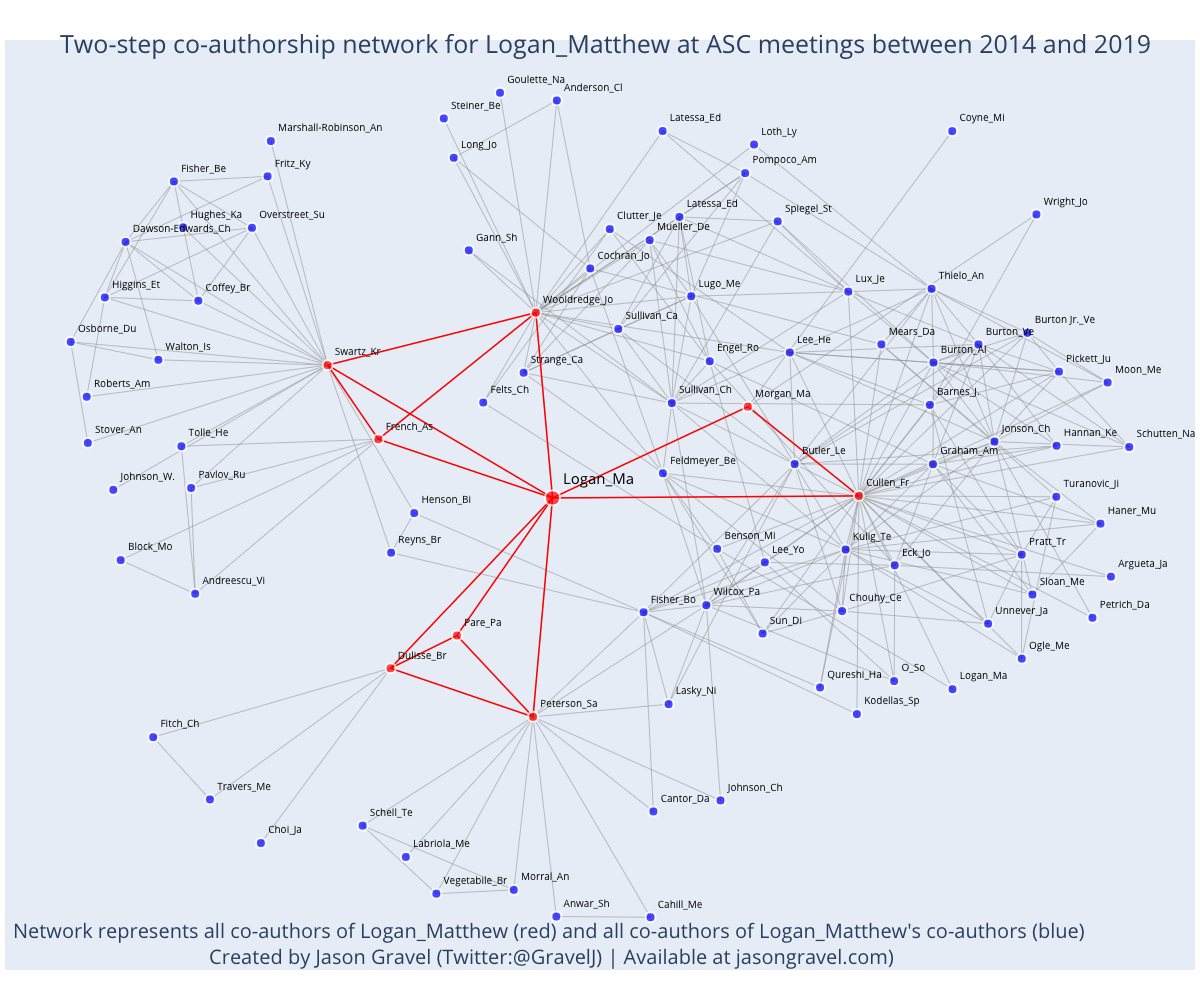 Two-step co-authorship network for Logan_Matthew at ASC meetings between 2014 and 2019
Goulette_Na
Anderson_Cl
Steiner_Be
Latessa_Ed
Coyne_Mi
Marshall-Robinson_An
Loth_Ly
Long_Jo
Pompoco_Am
Fritz_Ky
Fisher_Be
Wright_Jo
Latessa_Ed
Spiegel_St
Hughes_Ka
Overstreet_Su
Clutter_Je
Mueller_De
Dawson-Edwards_Ch
Gann_Sh
Cochran_Jo
Thielo_An
Lux_Je
Higgins_Et
Coffey_Br
Lugo_Me
Wooldredge_Jo
Sullivan_Ca
Burton Jr._Ve
Osborne_Du
Mears_Da
Burton_Ve
Lee_He
Walton_Is
Swartz_Kr
Engel_Ro
Burton_Al
Pickett_Ju
Strange_Ca
Moon_Me
Roberts_Am
Felts_Ch
Sullivan_Ch
Morgan_Ma
Barnes_J.
Stover_An
Tolle_He
French_As
Jonson_Ch
Hannan_Ke
Schutten_Na
Johnson_W.
Pavlov_Ru
Logan_Ma
Feldmeyer_Be
Butler_Le
Graham_Am
Cullen_Fr
Turanovic_Ji
Henson_Bi
Haner_Mu
Reyns_Br
Benson_Mi
Kulig_Te
Block_Mo
Lee_Yo
Eck_Jo
Pratt_Tr
Argueta_Ja
Andreescu_Vi
Fisher_Bo
Wilcox_Pa
Chouhy_Ce
Sloan_Me
Petrich_Da
Pare_Pa
Sun_Di
Unnever_Ja
Dulisse_Br
Ogle_Me
Qureshi_Ha
O_So
Logan_Ma
Peterson_Sa
Lasky_Ni
Kodellas_Sp
Fitch_Ch
Travers_Me
Johnson_Ch
Cantor_Da
Schell_Te
Choi_Ja
Labriola_Me
Vegetabile_Br
Morral_An
Anwar_Sh
Cahill_Me
Network represents all co-authors of Logan_Matthew (red) and all co-authors of Logan_Matthew's co-authors (blue)
Created by Jason Gravel (Twitter:@GravelJ) | Available at jasongravel.com)